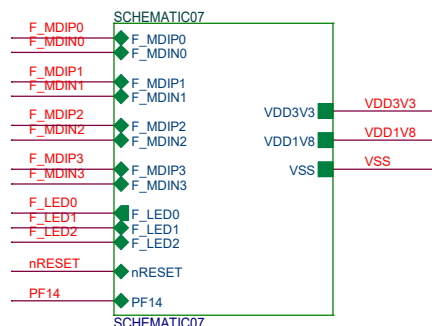 SCHEMATIC07
F_MDIP0 F_MDIP0
F_MDIN0 F_MDIN0
F_MDIP1 F_MDIP1
F_MDIN1 F_MDIN1
VDD3V3 VDD3V3
F_MDIP2 F_MDIP2
F_MDIN2 F_MDIN2
VDD1V8 VDD1V8
F_MDIP3 F_MDIP3
VSS VSS
F_MDIN3 F_MDIN3
F_LED0 F_LED0
F_LED1 F_LED1
F_LED2 F_LED2
nRESET nRESET
PF14 PF14
SCHEMATIC07